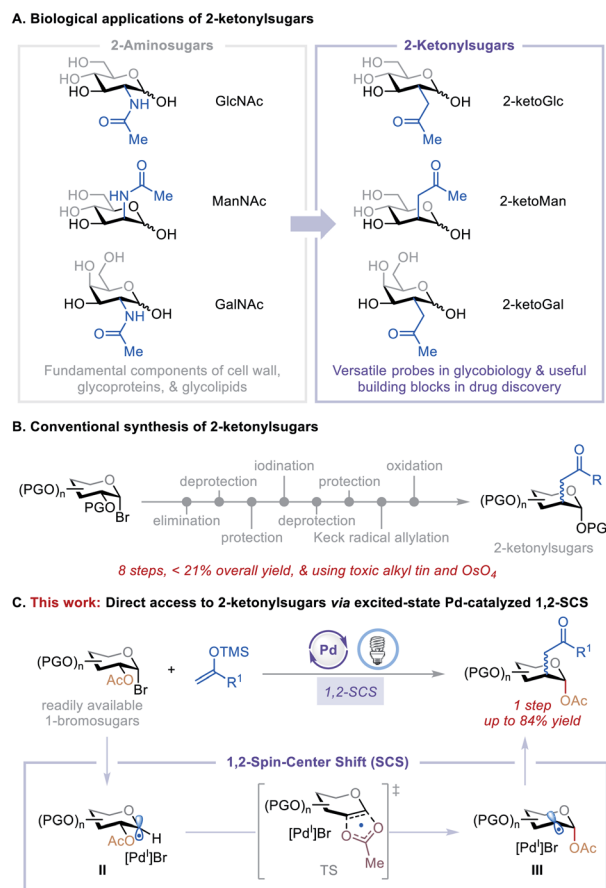 A. Biological applications of 2-ketonylsugars
2-Aminosugars
2-Ketonylsugars
HO
HO
HO
O
NH
OH
O
Me
GlcNAc
HO
HO
HO
O
OH
O
Me
2-ketoGlc
O
HN
Me
HO
HO
HO
O
OH
ManNAc
O
Me
HO
HO
HO
O
OH
2-ketoMan
HO
OH
HO
O
NH
OH
O
Me
GalNAc
HO
OH
HO
O
OH
O
Me
2-ketoGal
Fundamental components of cell wall,
glycoproteins, & glycolipids
Versatile probes in glycobiology & useful
building blocks in drug discovery
B. Conventional synthesis of 2-ketonylsugars
(PGO)n
O
PGO
Br
elimination
deprotection
protection
iodination
deprotection
protection
Keck radical allylation
oxidation
O
R
(PGO)n
O
OPG
2-ketonylsugars
8 steps, < 21% overall yield, & using toxic alkyl tin and OsO4
C. This work: Direct access to 2-ketonylsugars via excited-state Pd-catalyzed 1,2-SCS
(PGO)n
O
AcO
Br
readily available
1-bromosugars
+
OTMS
R1
Pd
1,2-SCS
O
R1
(PGO)n
O
OAc
1 step
up to 84% yield
1,2-Spin-Center Shift (SCS)
(PGO)n
O
AcO
H
[PdI]Br
II
(PGO)n
O
O
O
Me
[PdI]Br
TS
‡
(PGO)n
O
OAc
[PdI]Br
III